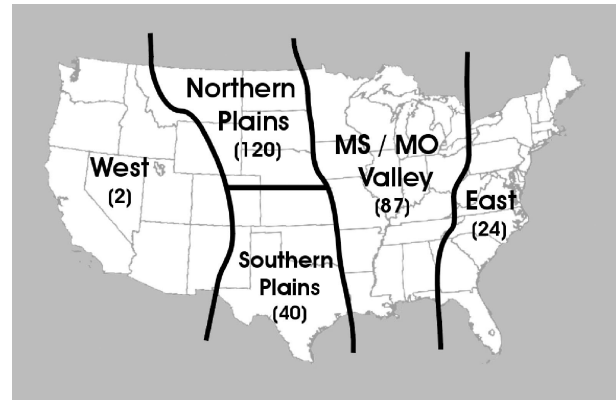 Northern
Plains
(120)
MS / MO
Valley
(87)
West
(2)
East
(24)
Southern
Plains
(40)